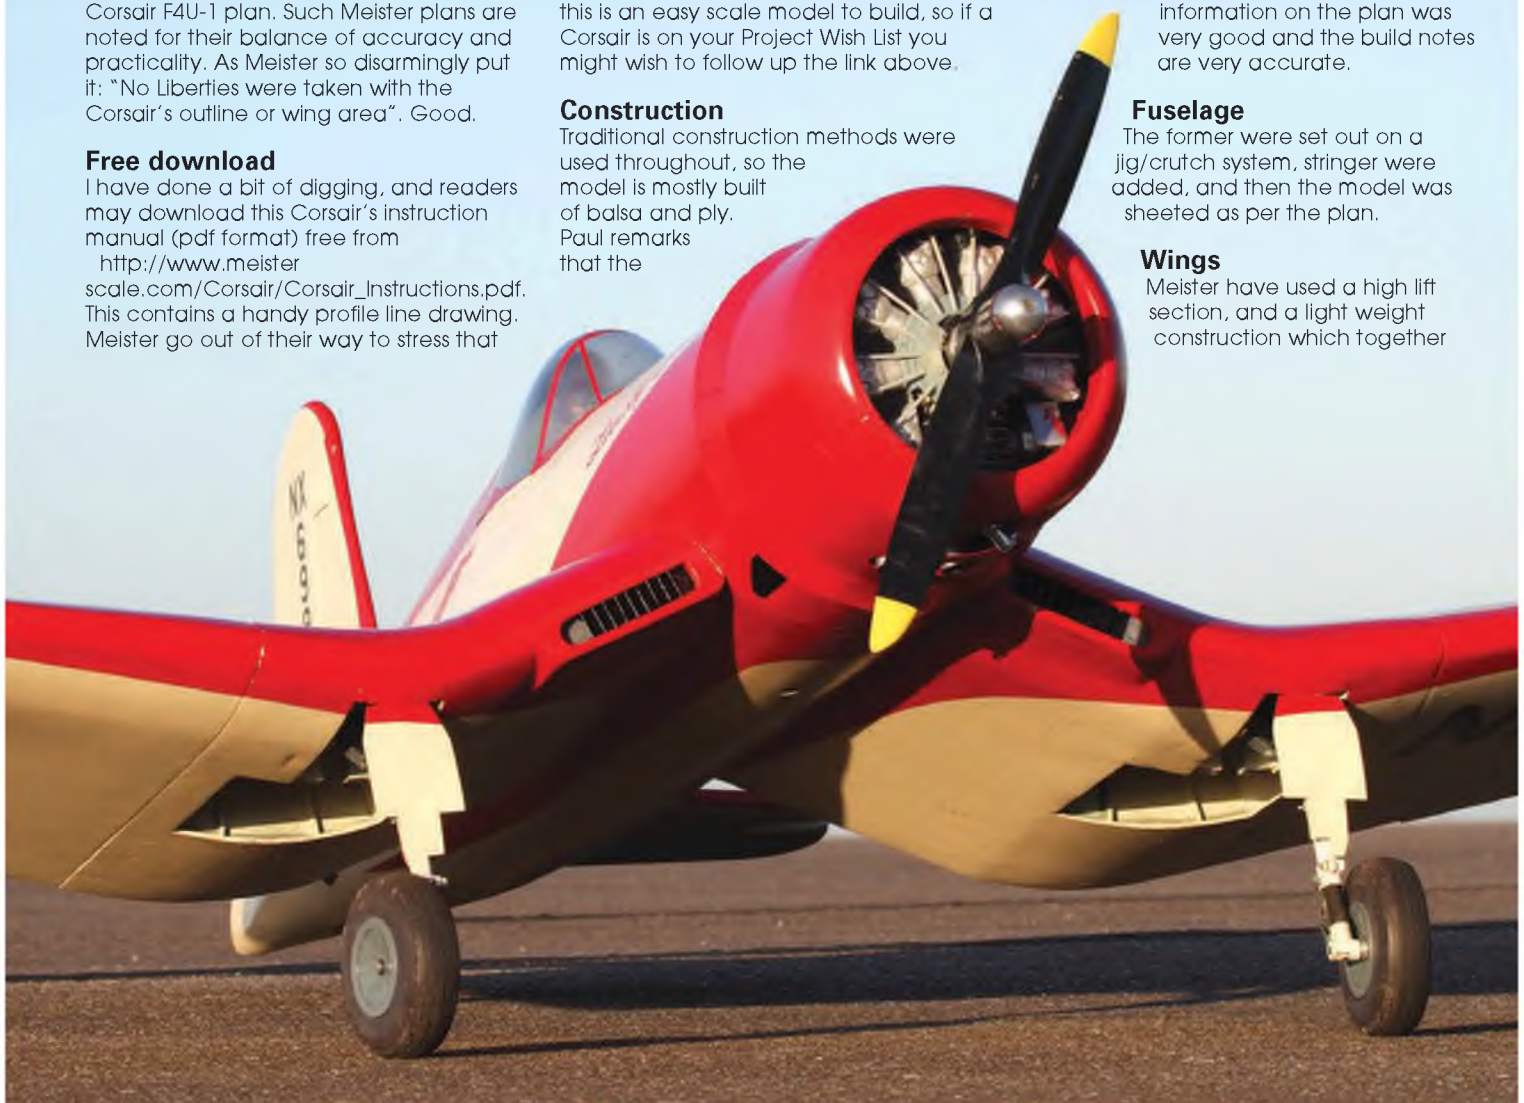 Corsair F4U-1 plan. Such Meister plans are
noted for their balance of accuracy and
practicality. As Meister so disarmingly put
it: “No Liberties were taken with the
Corsair’s outline or wing area”. Good.
Free download
I have done a bit of digging, and readers
may download this Corsair’s instruction
manual (pdf format) free from
http://www.meister
scale.com/Corsair/Corsair_Instructions.pdf.
This contains a handy profile line drawing.
Meister go out of their way to stress that
this is an easy scale model to build, so if a
Corsair is on your Project Wish List you
might wish to follow up the link above.
Construction
Traditional construction methods were
used throughout, so the
model is mostly built
of balsa and ply.
Paul remarks
that the
information on the plan was
very good and the build notes
are very accurate.
Fuselage
The former were set out on a
jig/crutch system, stringer were
added, and then the model was
sheeted as per the plan.
Wings
Meister have used a high lift
section, and a light weight
construction which together
NX